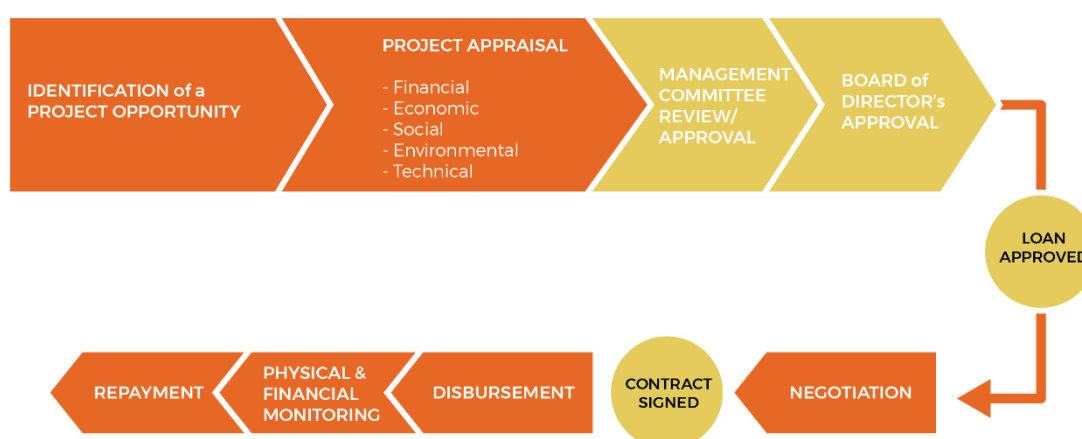 IDENTIFICATION of a
PROJECT OPPORTUNITY
PROJECT APPRAISAL
- Financial
- Economic
- Social
- Environmental
- Technical
MANAGEMENT
COMMITTEE
REVIEW/
APPROVAL
BOARD of
DIRECTOR's
APPROVAL
LOAN
APPROVED
NEGOTIATION
CONTRACT
SIGNED
DISBURSEMENT
PHYSICAL &
FINANCIAL
MONITORING
REPAYMENT